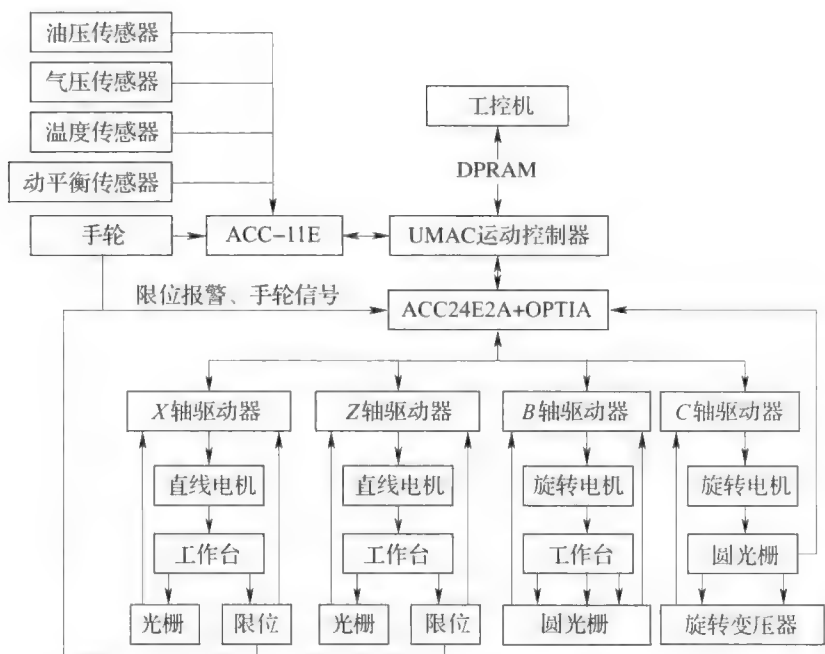 油压传感器
气压传感器
温度传感器
动平衡传感器
工控机
DPRAM
手轮
ACC-11E
UMAC运动控制器
限位报警、手轮信号
ACC24E2A+OPTIA
X轴驱动器
Z轴驱动器
B轴驱动器
C轴驱动器
直线电机
直线电机
旋转电机
旋转电机
工作台
工作台
工作台
圆光栅
光栅
限位
光栅
限位
圆光栅
旋转变压器